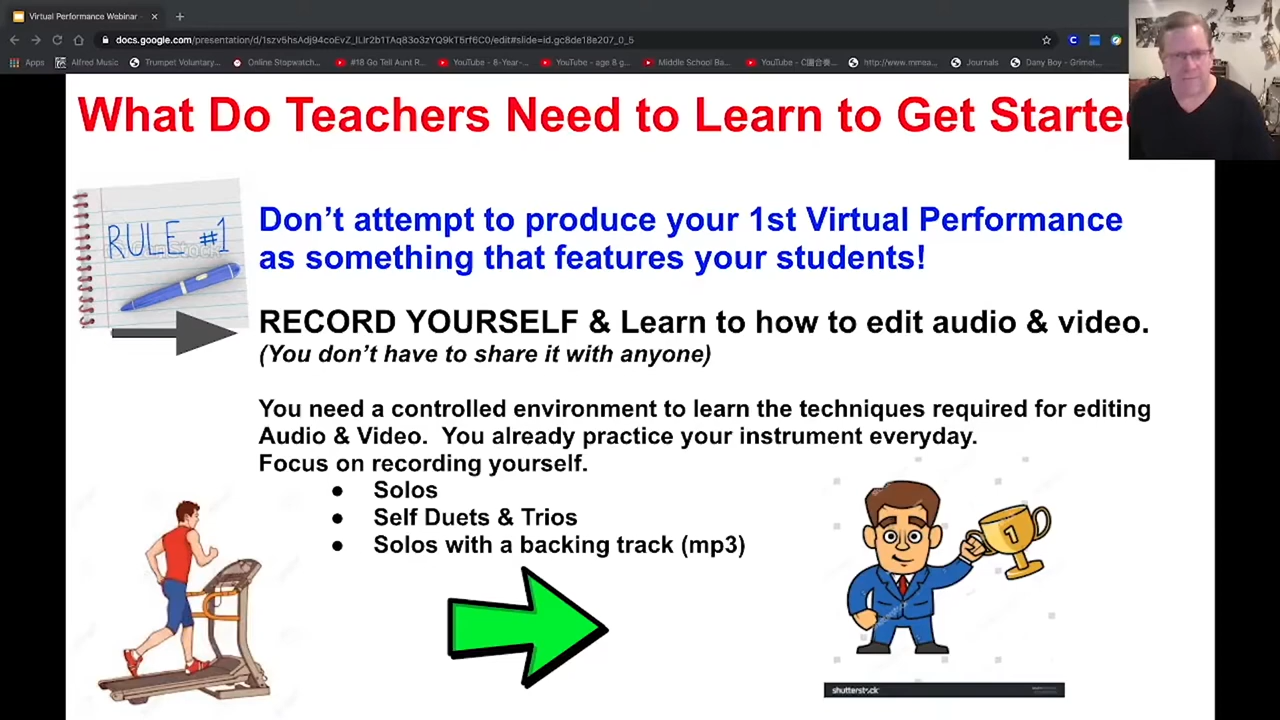 Virtual Performance Webinar
docs.google.com/presentation/d/1szv5hsAdj94coEvZ_lLIr2b1TAq83o3zYQ9kT5rf6C0/edit#slide=id.gc8de18e207_0_5
Apps Alfred Music Trumpet Voluntary... Online Stopwatch... #18 Go Tell Aunt R... YouTube - 8-Year-... YouTube - age 8 g... Middle School Ba... YouTube - http://www.mmea... Journals Dany Boy - Grimet...
What Do Teachers Need to Learn to Get Starte
RULE #1
Don't attempt to produce your 1st Virtual Performance
as something that features your students!
RECORD YOURSELF & Learn to how to edit audio & video.
(You don't have to share it with anyone)
You need a controlled environment to learn the techniques required for editing
Audio & Video. You already practice your instrument everyday.
Focus on recording yourself.
● Solos
● Self Duets & Trios
● Solos with a backing track (mp3)
1
shutterstock